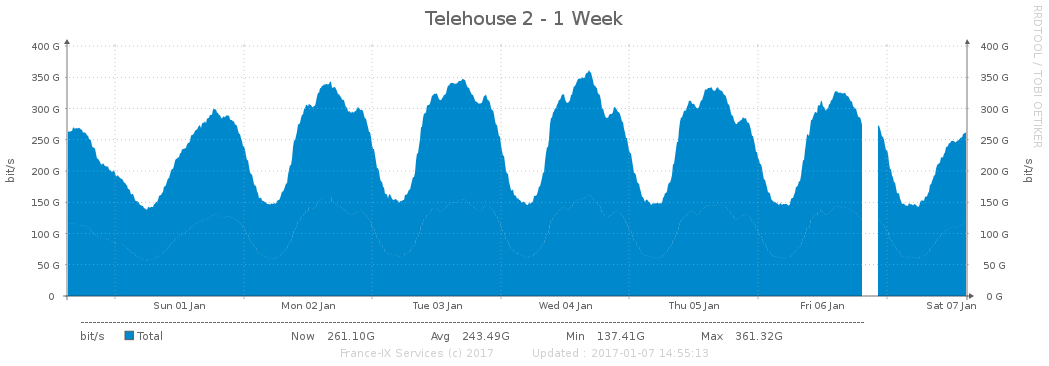 Telehouse 2 - 1 Week
RRDTOOL / TOBI OETIKER
bit/s
400 G 400 G
350 G 350 G
300 G 300 G
250 G 250 G
200 G 200 G
150 G 150 G
100 G 100 G
50 G 50 G
0 0 G
bit/s
Sun 01 Jan Mon 02 Jan Tue 03 Jan Wed 04 Jan Thu 05 Jan Fri 06 Jan Sat 07 Jan
bit/s Total Now 261.10G Avg 243.49G Min 137.41G Max 361.32G
France-IX Services (c) 2017 Updated : 2017-01-07 14:55:13